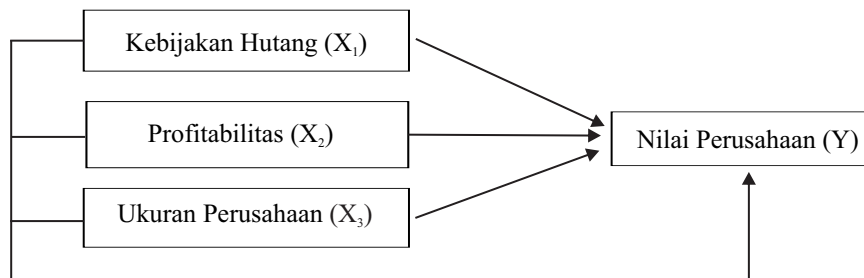 Kebijakan Hutang (X₁)
Profitabilitas (X₂)
Nilai Perusahaan (Y)
Ukuran Perusahaan (X₃)